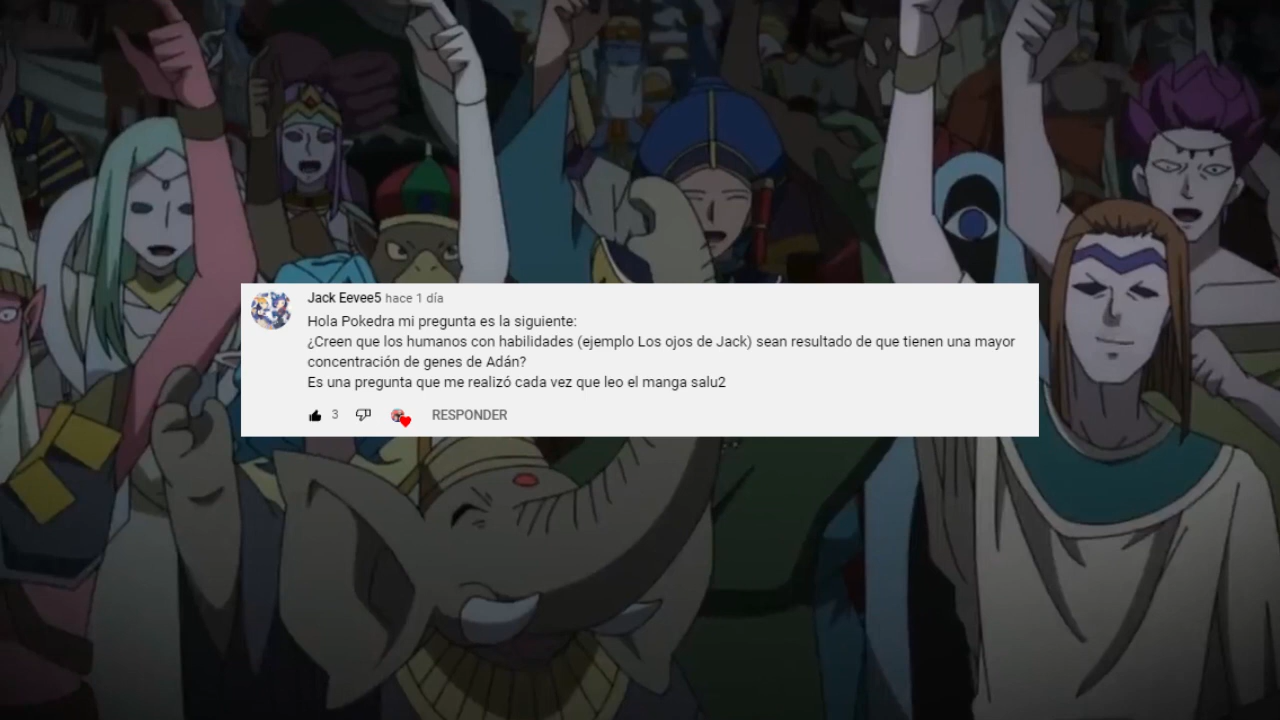 Jack Eevee5 hace 1 día
Hola Pokedra mi pregunta es la siguiente:
¿Creen que los humanos con habilidades (ejemplo Los ojos de Jack) sean resultado de que tienen una mayor
concentración de genes de Adán?
Es una pregunta que me realizó cada vez que leo el manga salu2
3 RESPONDER